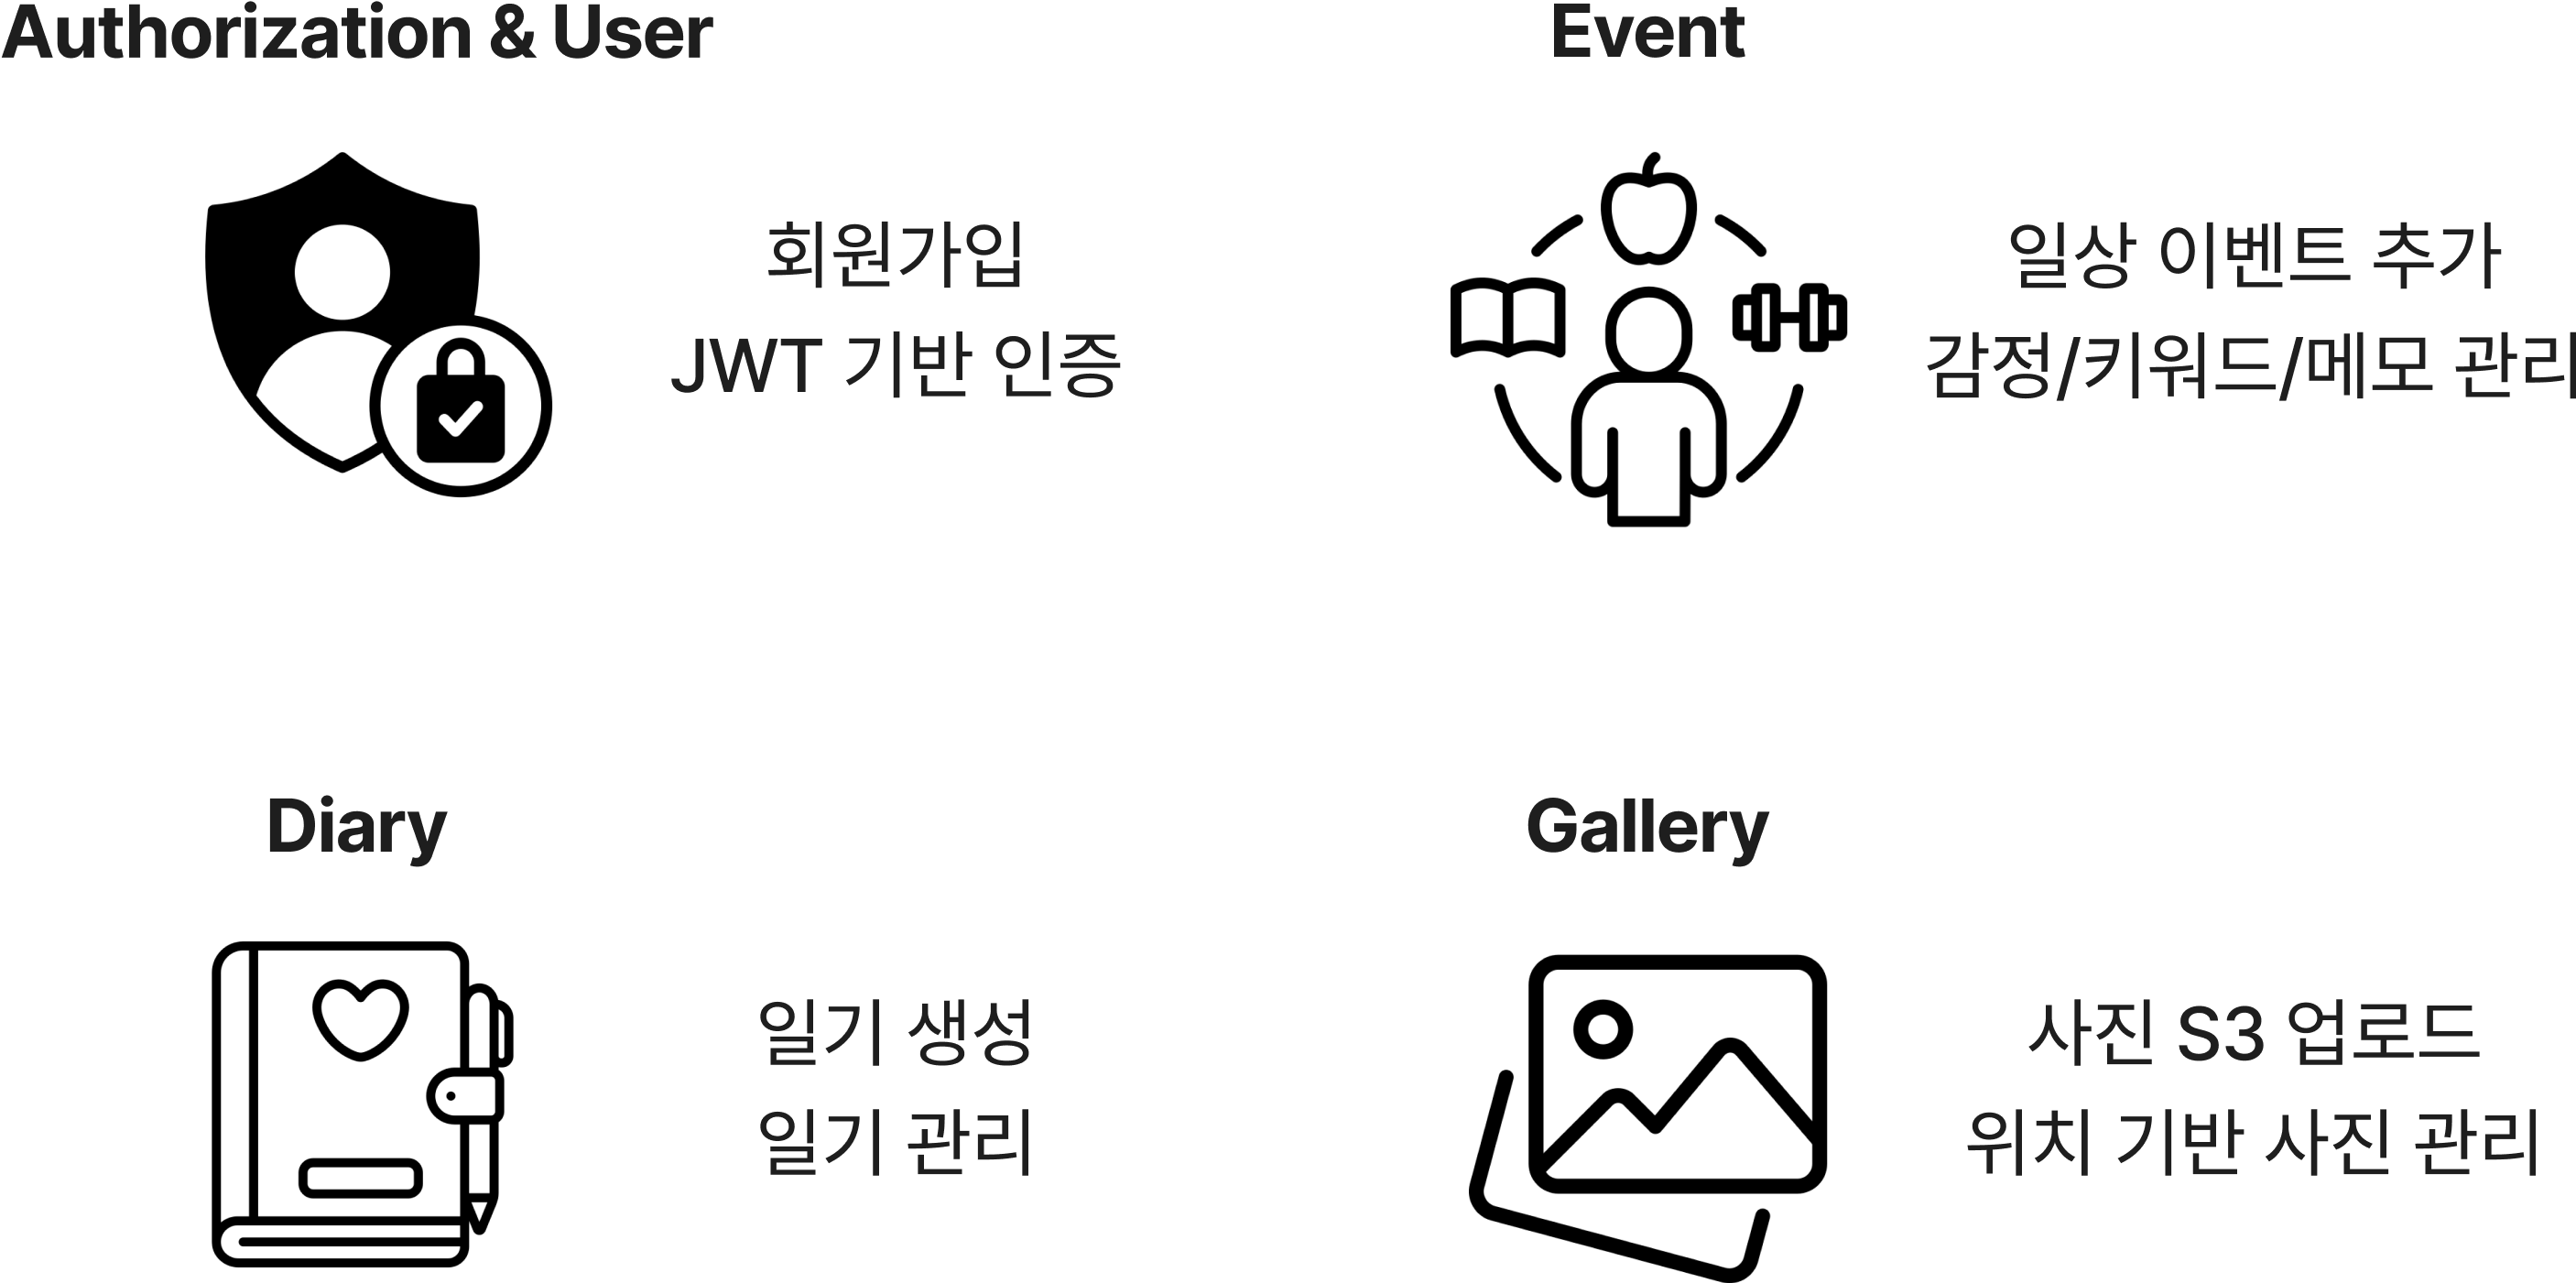 Authorization & User
회원가입
JWT 기반 인증
Event
일상 이벤트 추가
감정/키워드/메모 관리
Diary
일기 생성
일기 관리
Gallery
사진 S3 업로드
위치 기반 사진 관리